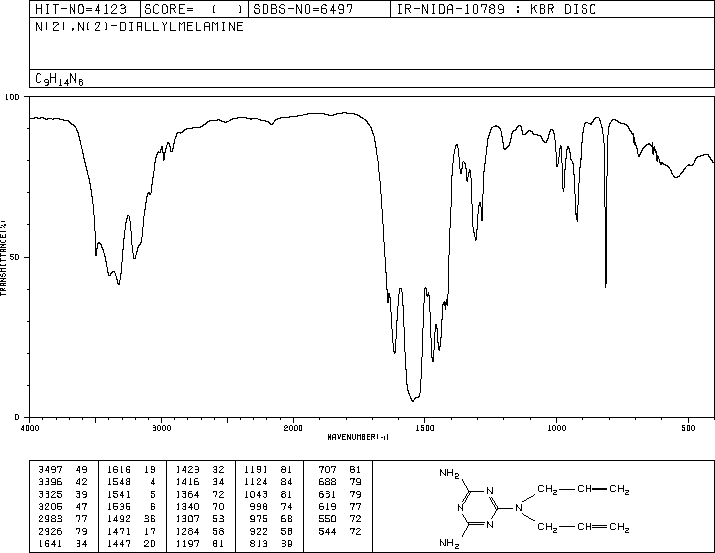 HIT-NO=4123 SCORE= ( ) SDBS-NO=6497 IR-NIDA-10789 : KBR DISC
N(2),N(2)-DIALLYLMELAMINE
C9H14N6
100
50
0
TRANSMITTANCE(%)
4000 3000 2000 1500 1000 500
WAVENUMBER(-1)
3497 49 1616 19 1423 32 1191 81 707 81
3396 42 1548 4 1416 34 1124 84 688 79
3325 39 1541 5 1364 72 1043 81 631 79
3205 47 1536 6 1340 70 998 74 619 77
2983 77 1492 36 1307 53 975 68 550 72
2926 79 1471 17 1284 58 922 58 544 72
1641 34 1447 20 1197 81 813 39
NH2
N N
N
N
NH2
CH2—CH=CH2
CH2—CH=CH2